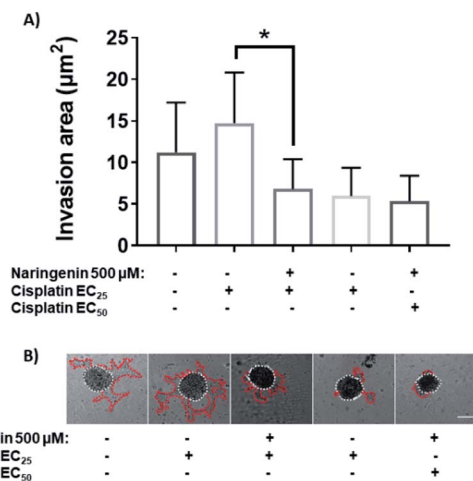 A)
Invasion area (µm²)
25
20
15
10
5
0
*
Naringenin 500 µM: - - + - +
Cisplatin EC₂₅ - + + + -
Cisplatin EC₅₀ - - - - +
B)
in 500 µM: - - + - +
EC₂₅ - + + + -
EC₅₀ - - - - +